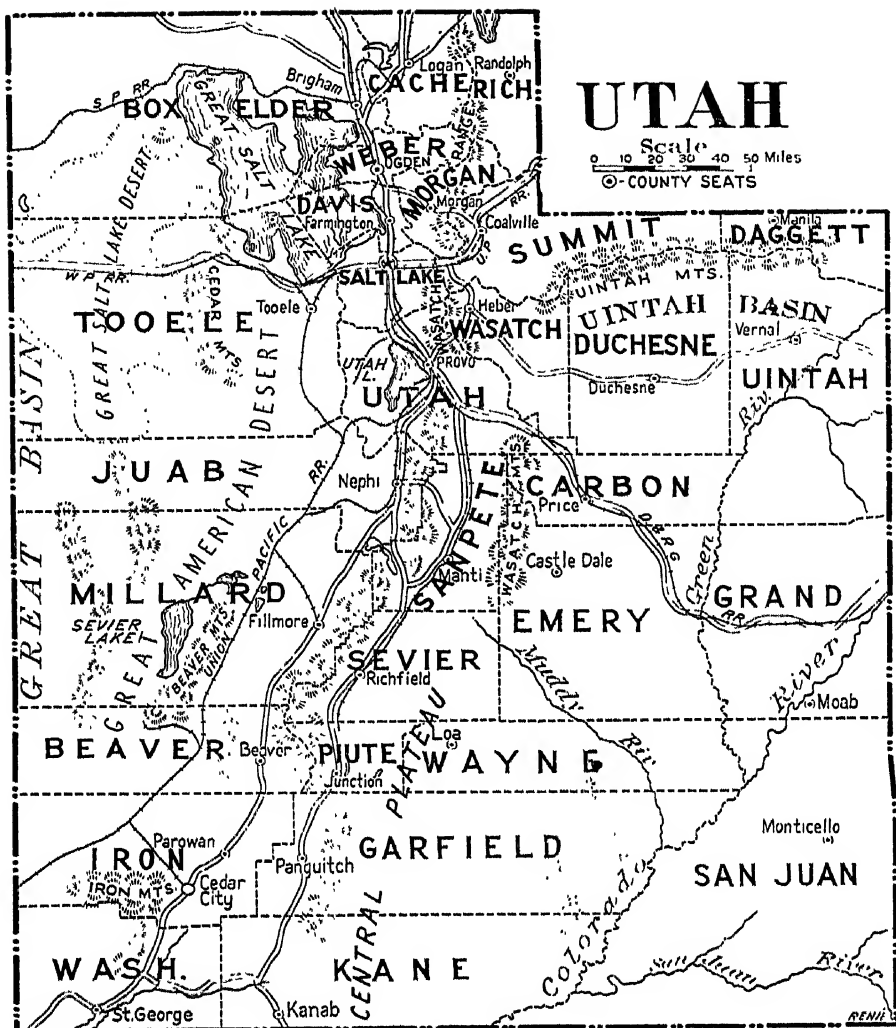 UTAH
Scale
0 10 20 30 40 50 Miles
-COUNTY SEATS
Logan
Randolph
CACHE
RICH
Brigham
S P RR.
BOX ELDER
GREAT SALT LAKE
WEBER
OGDEN
RANGE
MORGAN
Morgan
DAVIS
Farmington
Coalville
U P RR.
SUMMIT
Manila
DAGGETT
GREAT SALT LAKE DESERT
W P RR.
SALT LAKE
UINTAH MTS.
CEDAR MTS
Tooele
TOOELE
WASATCH
Heber
WASATCH
UINTAH BASIN
DUCHESNE
Vernal
Duchesne
UINTAH
PROVO
UTAH L.
UTAH
GREAT BASIN
GREAT AMERICAN DESERT
JUAB
Nephi
RR.
SANPETE
WASATCH MTS.
CARBON
Price
D.& R G
RR.
Green Riv
MILLARD
UNION PACIFIC
Manti
Castle Dale
GRAND
SEVIER LAKE
BEAVER MTS
Fillmore
EMERY
SEVIER
Richfield
Muddy Riv
Colorado River
Moab
BEAVER
Beaver
PIUTE
Junction
Loa
WAYNE
CENTRAL PLATEAU
Parowan
IRON
IRON MTS.
Cedar City
Panguitch
GARFIELD
Monticello
SAN JUAN
WASH.
KANE
San Juan River
St.George
Kanab